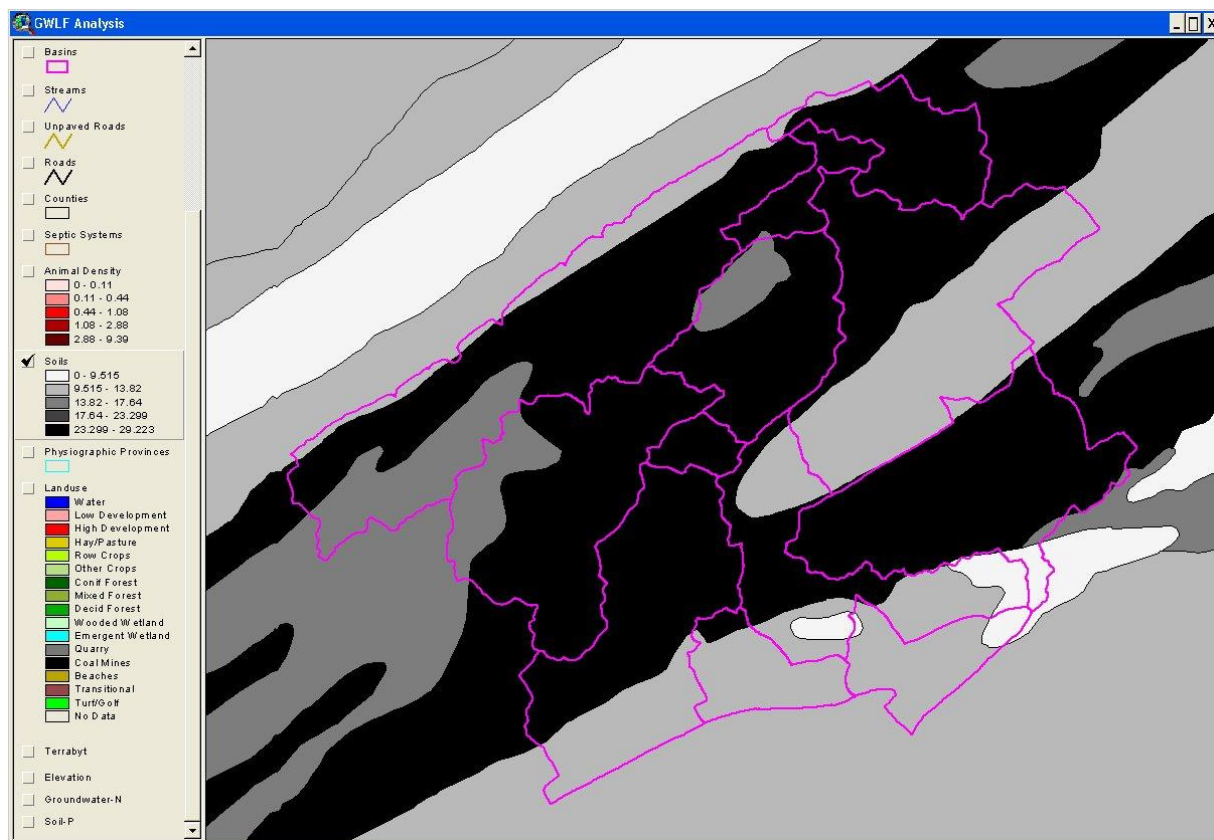 GWLF Analysis
Basins
Streams
Unpaved Roads
Roads
Counties
Septic Systems
Animal Density
0 - 0.11
0.11 - 0.44
0.44 - 1.08
1.08 - 2.88
2.88 - 9.39
Soils
0 - 9.515
9.515 - 13.82
13.82 - 17.64
17.64 - 23.299
23.299 - 29.223
Physiographic Provinces
Landuse
Water
Low Development
High Development
Hay/Pasture
Row Crops
Other Crops
Conif Forest
Mixed Forest
Decid Forest
Wooded Wetland
Emergent Wetland
Quarry
Coal Mines
Beaches
Transitional
Turf/Golf
No Data
Terrabyt
Elevation
Groundwater-N
Soil-P